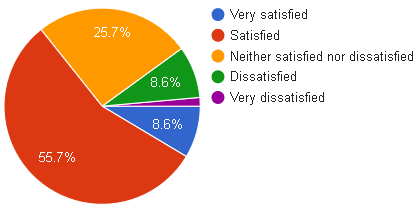 25.7%
8.6%
8.6%
55.7%
Very satisfied
Satisfied
Neither satisfied nor dissatisfied
Dissatisfied
Very dissatisfied